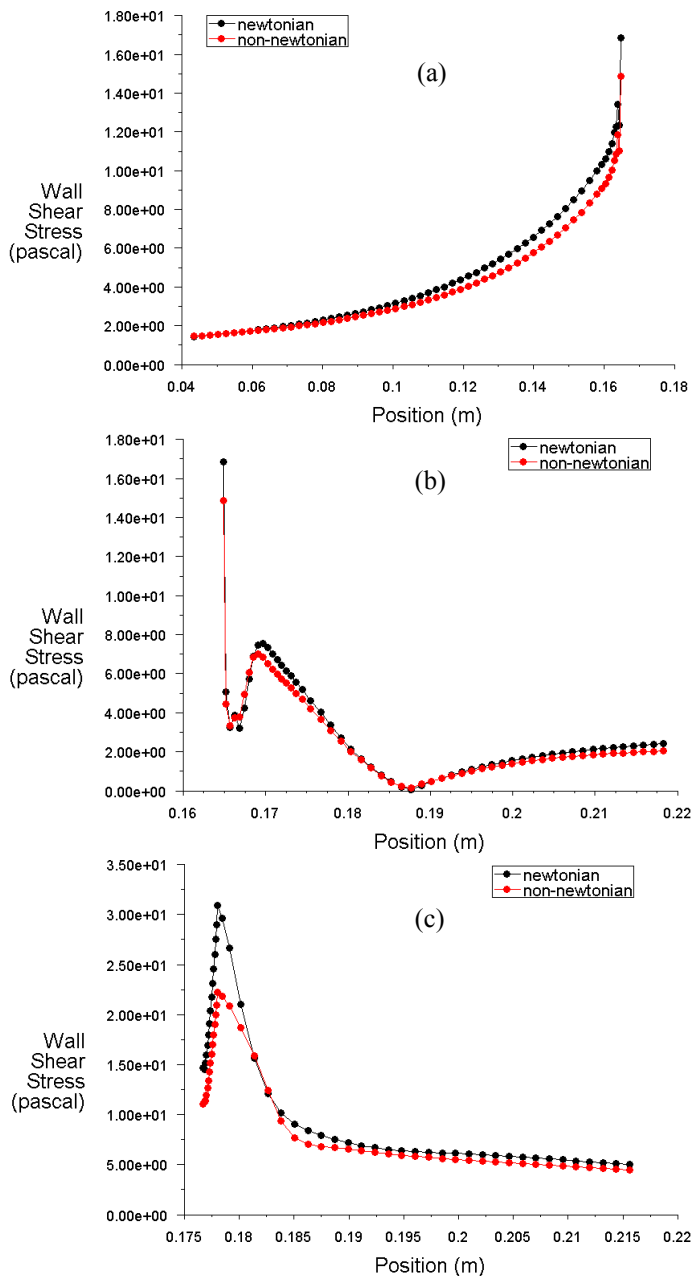 newtonian
non-newtonian
(a)
1.80e+01
1.60e+01
1.40e+01
1.20e+01
1.00e+01
8.00e+00
6.00e+00
4.00e+00
2.00e+00
0.00e+00
Wall
Shear
Stress
(pascal)
0.04 0.06 0.08 0.1 0.12 0.14 0.16 0.18
Position (m)
newtonian
non-newtonian
(b)
1.80e+01
1.60e+01
1.40e+01
1.20e+01
1.00e+01
8.00e+00
6.00e+00
4.00e+00
2.00e+00
0.00e+00
Wall
Shear
Stress
(pascal)
0.16 0.17 0.18 0.19 0.2 0.21 0.22
Position (m)
newtonian
non-newtonian
(c)
3.50e+01
3.00e+01
2.50e+01
2.00e+01
1.50e+01
1.00e+01
5.00e+00
0.00e+00
Wall
Shear
Stress
(pascal)
0.175 0.18 0.185 0.19 0.195 0.2 0.205 0.21 0.215 0.22
Position (m)